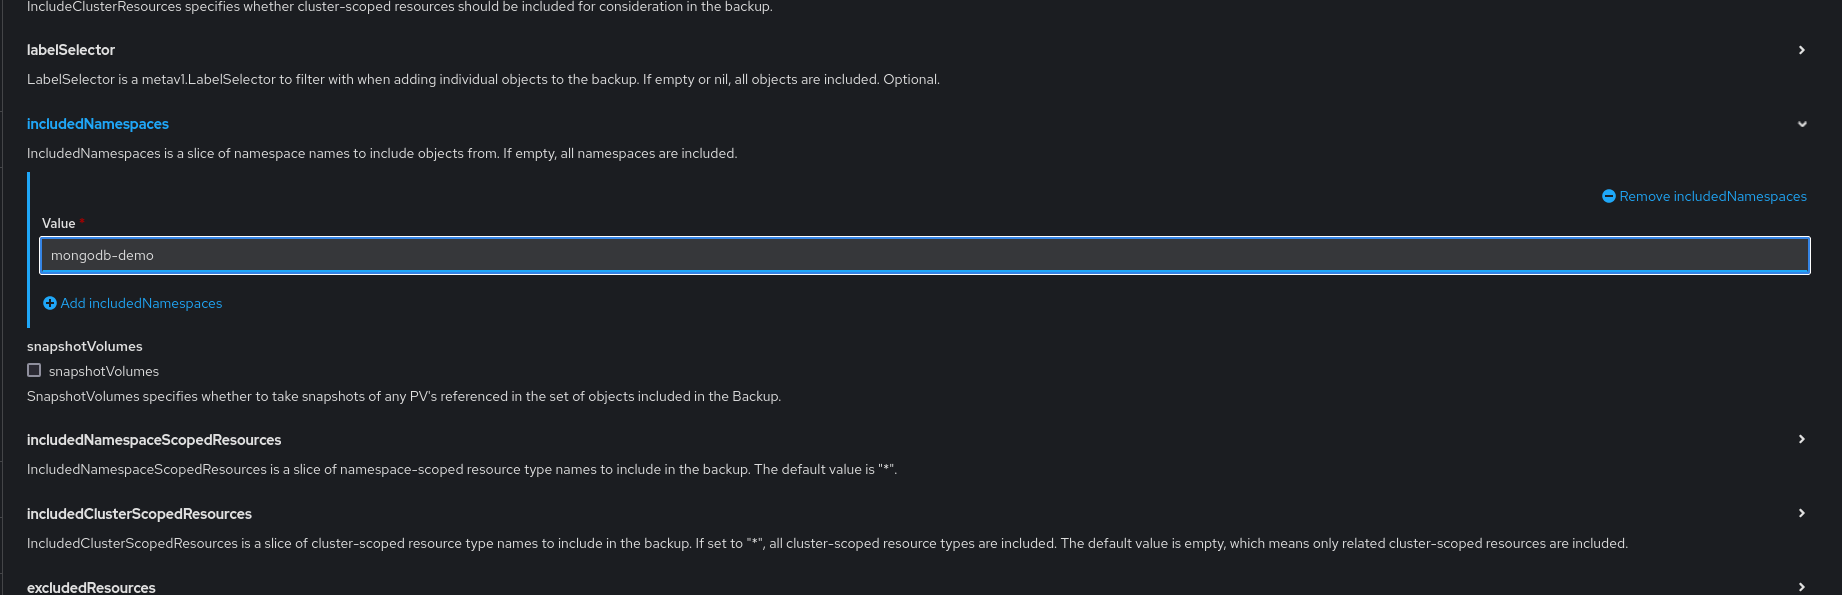 IncludeClusterResources specifies whether cluster-scoped resources should be included for consideration in the backup.
labelSelector
LabelSelector is a metav1.LabelSelector to filter with when adding individual objects to the backup. If empty or nil, all objects are included. Optional.
includedNamespaces
IncludedNamespaces is a slice of namespace names to include objects from. If empty, all namespaces are included.
Remove includedNamespaces
Value *
mongodb-demo
Add includedNamespaces
snapshotVolumes
snapshotVolumes
SnapshotVolumes specifies whether to take snapshots of any PV's referenced in the set of objects included in the Backup.
includedNamespaceScopedResources
IncludedNamespaceScopedResources is a slice of namespace-scoped resource type names to include in the backup. The default value is "*".
includedClusterScopedResources
IncludedClusterScopedResources is a slice of cluster-scoped resource type names to include in the backup. If set to "*", all cluster-scoped resource types are included. The default value is empty, which means only related cluster-scoped resources are included.
excludedResources